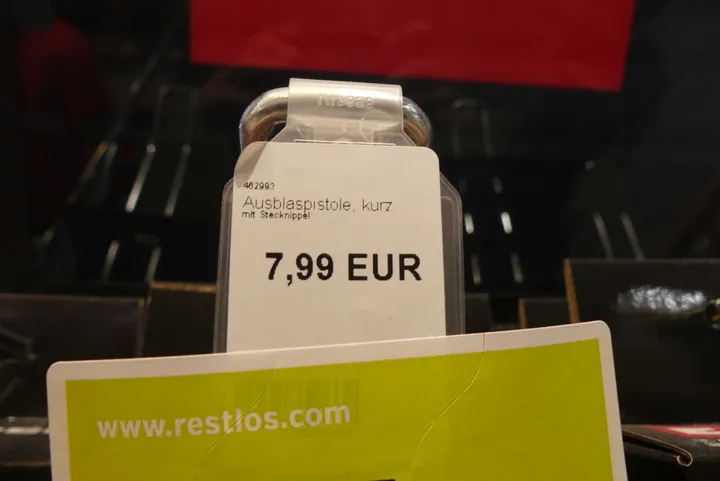 462993
Ausblaspistole, kurz
mit Stecknippel
7,99 EUR
www.restlos.com